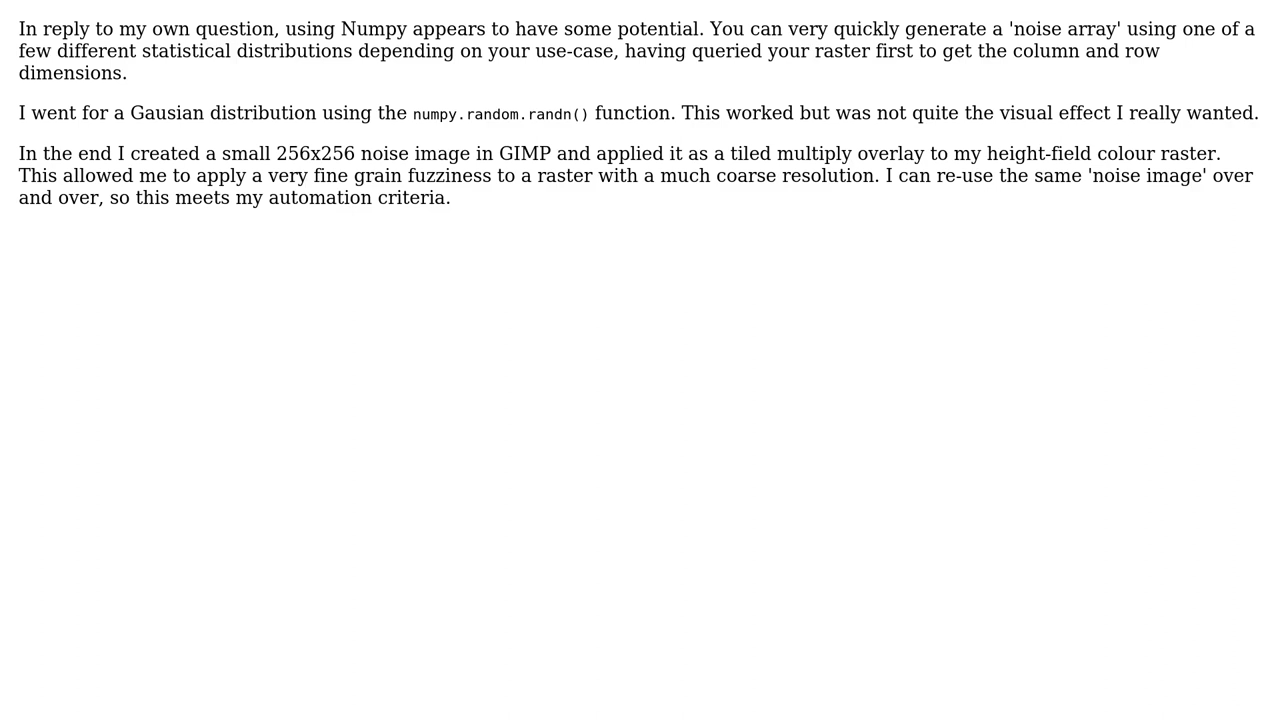 In reply to my own question, using Numpy appears to have some potential. You can very quickly generate a 'noise array' using one of a
few different statistical distributions depending on your use-case, having queried your raster first to get the column and row
dimensions.
I went for a Gausian distribution using the numpy.random.randn() function. This worked but was not quite the visual effect I really wanted.
In the end I created a small 256x256 noise image in GIMP and applied it as a tiled multiply overlay to my height-field colour raster.
This allowed me to apply a very fine grain fuzziness to a raster with a much coarse resolution. I can re-use the same 'noise image' over
and over, so this meets my automation criteria.